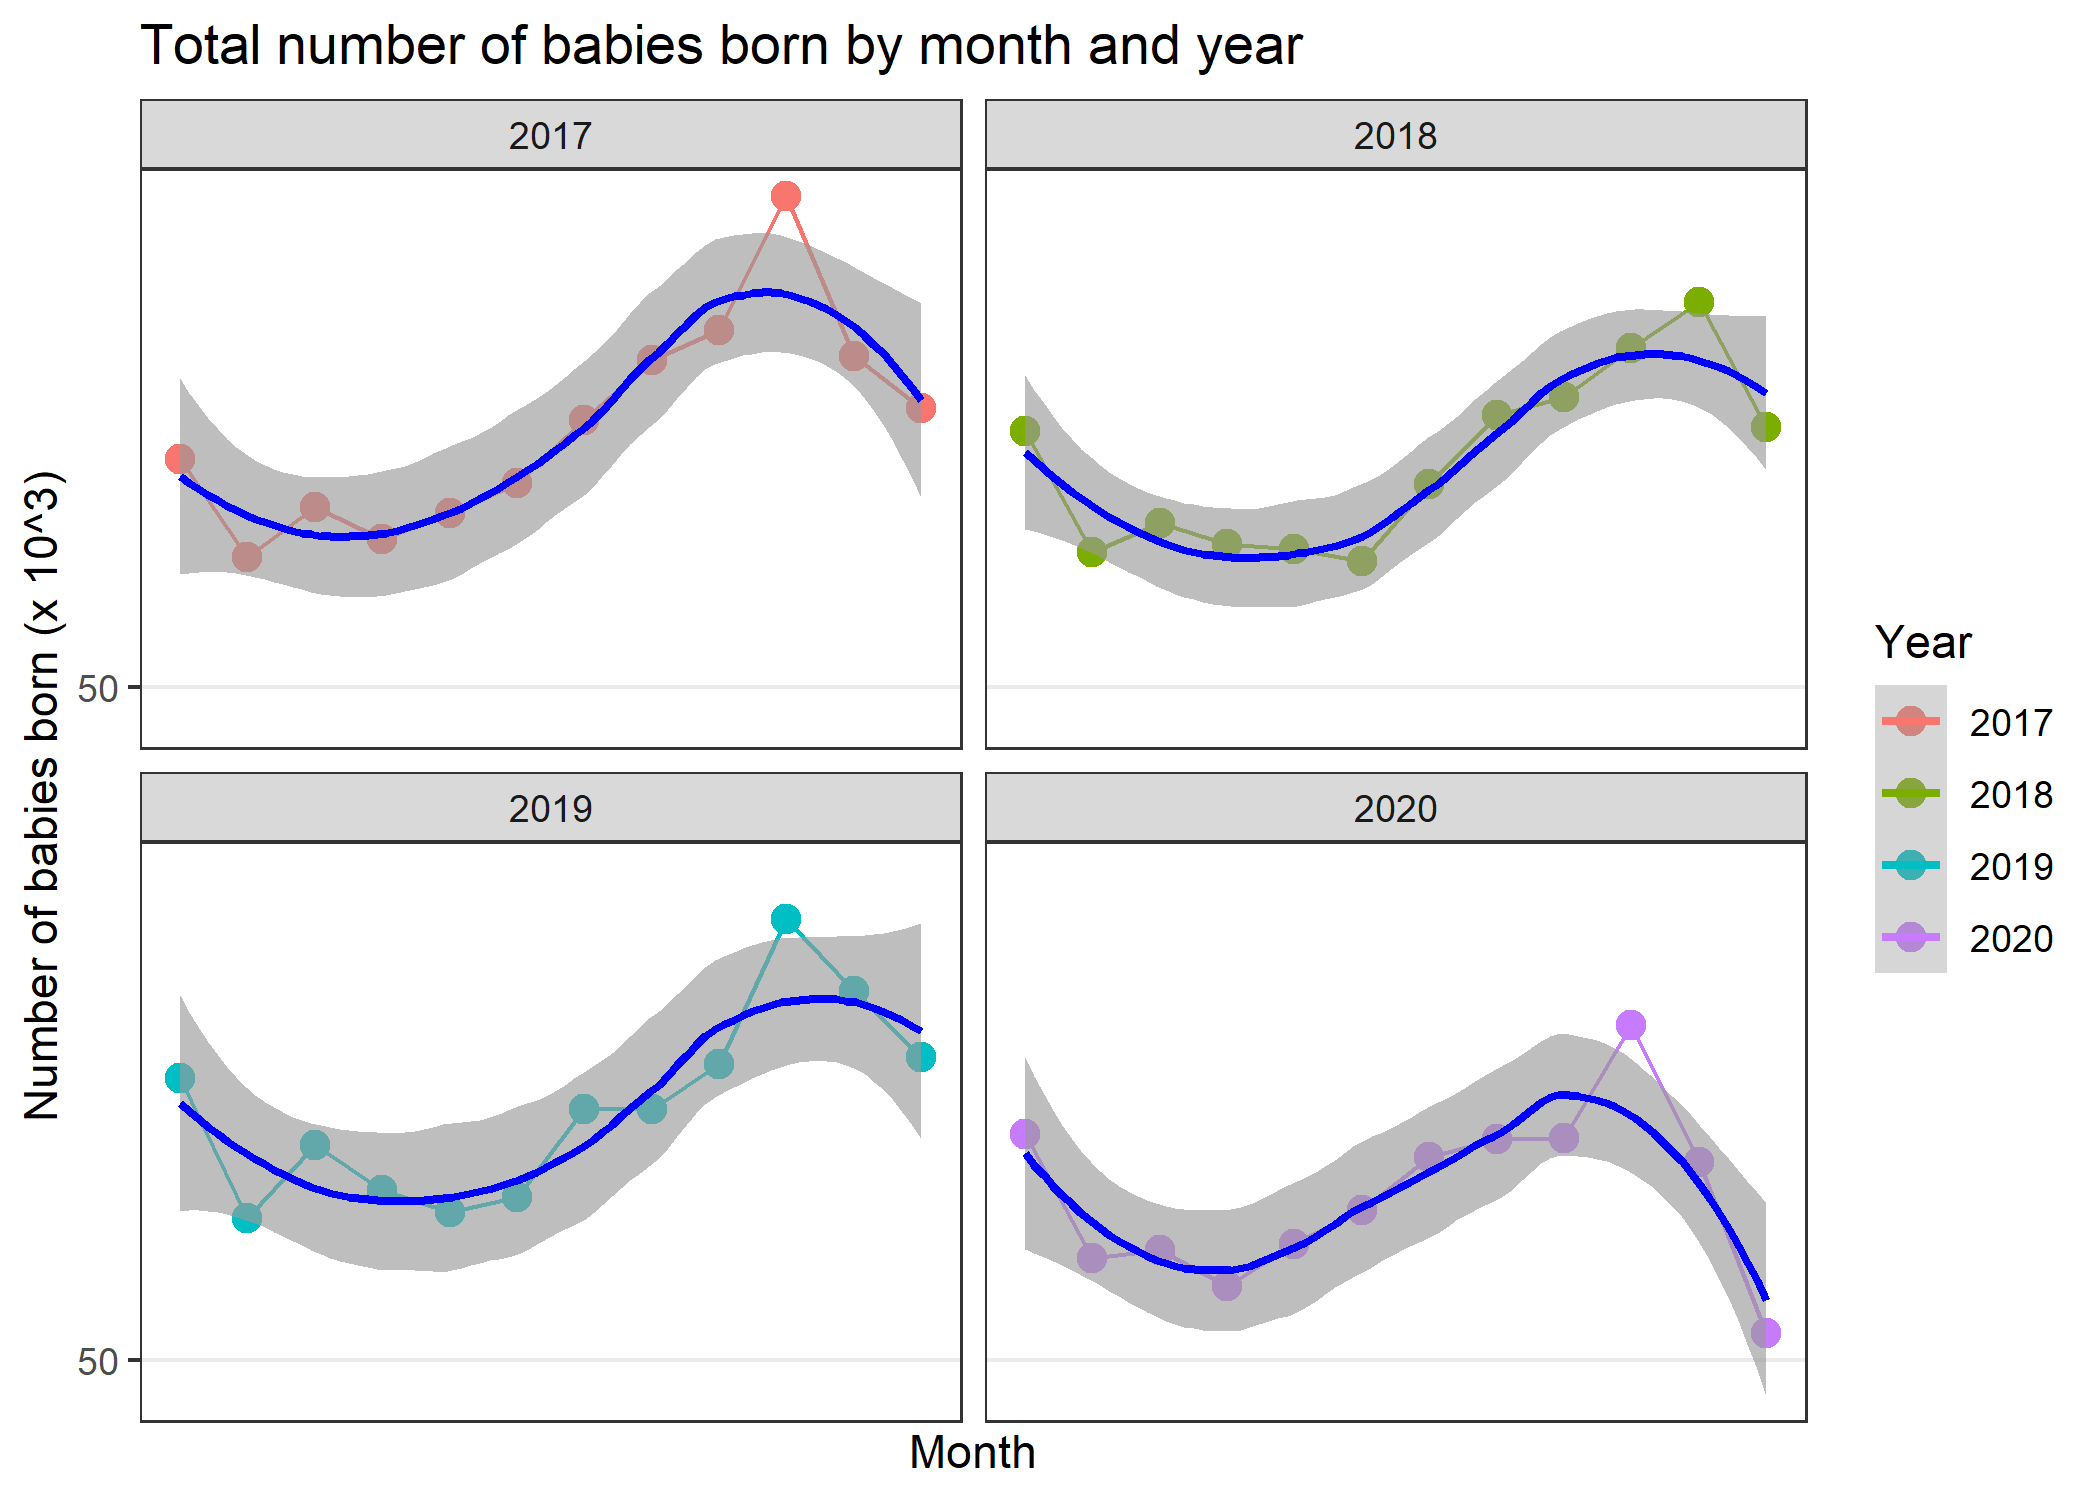 Total number of babies born by month and year
2017
2018
50
2019
2020
50
Number of babies born (x 10^3)
Month
Year
2017
2018
2019
2020